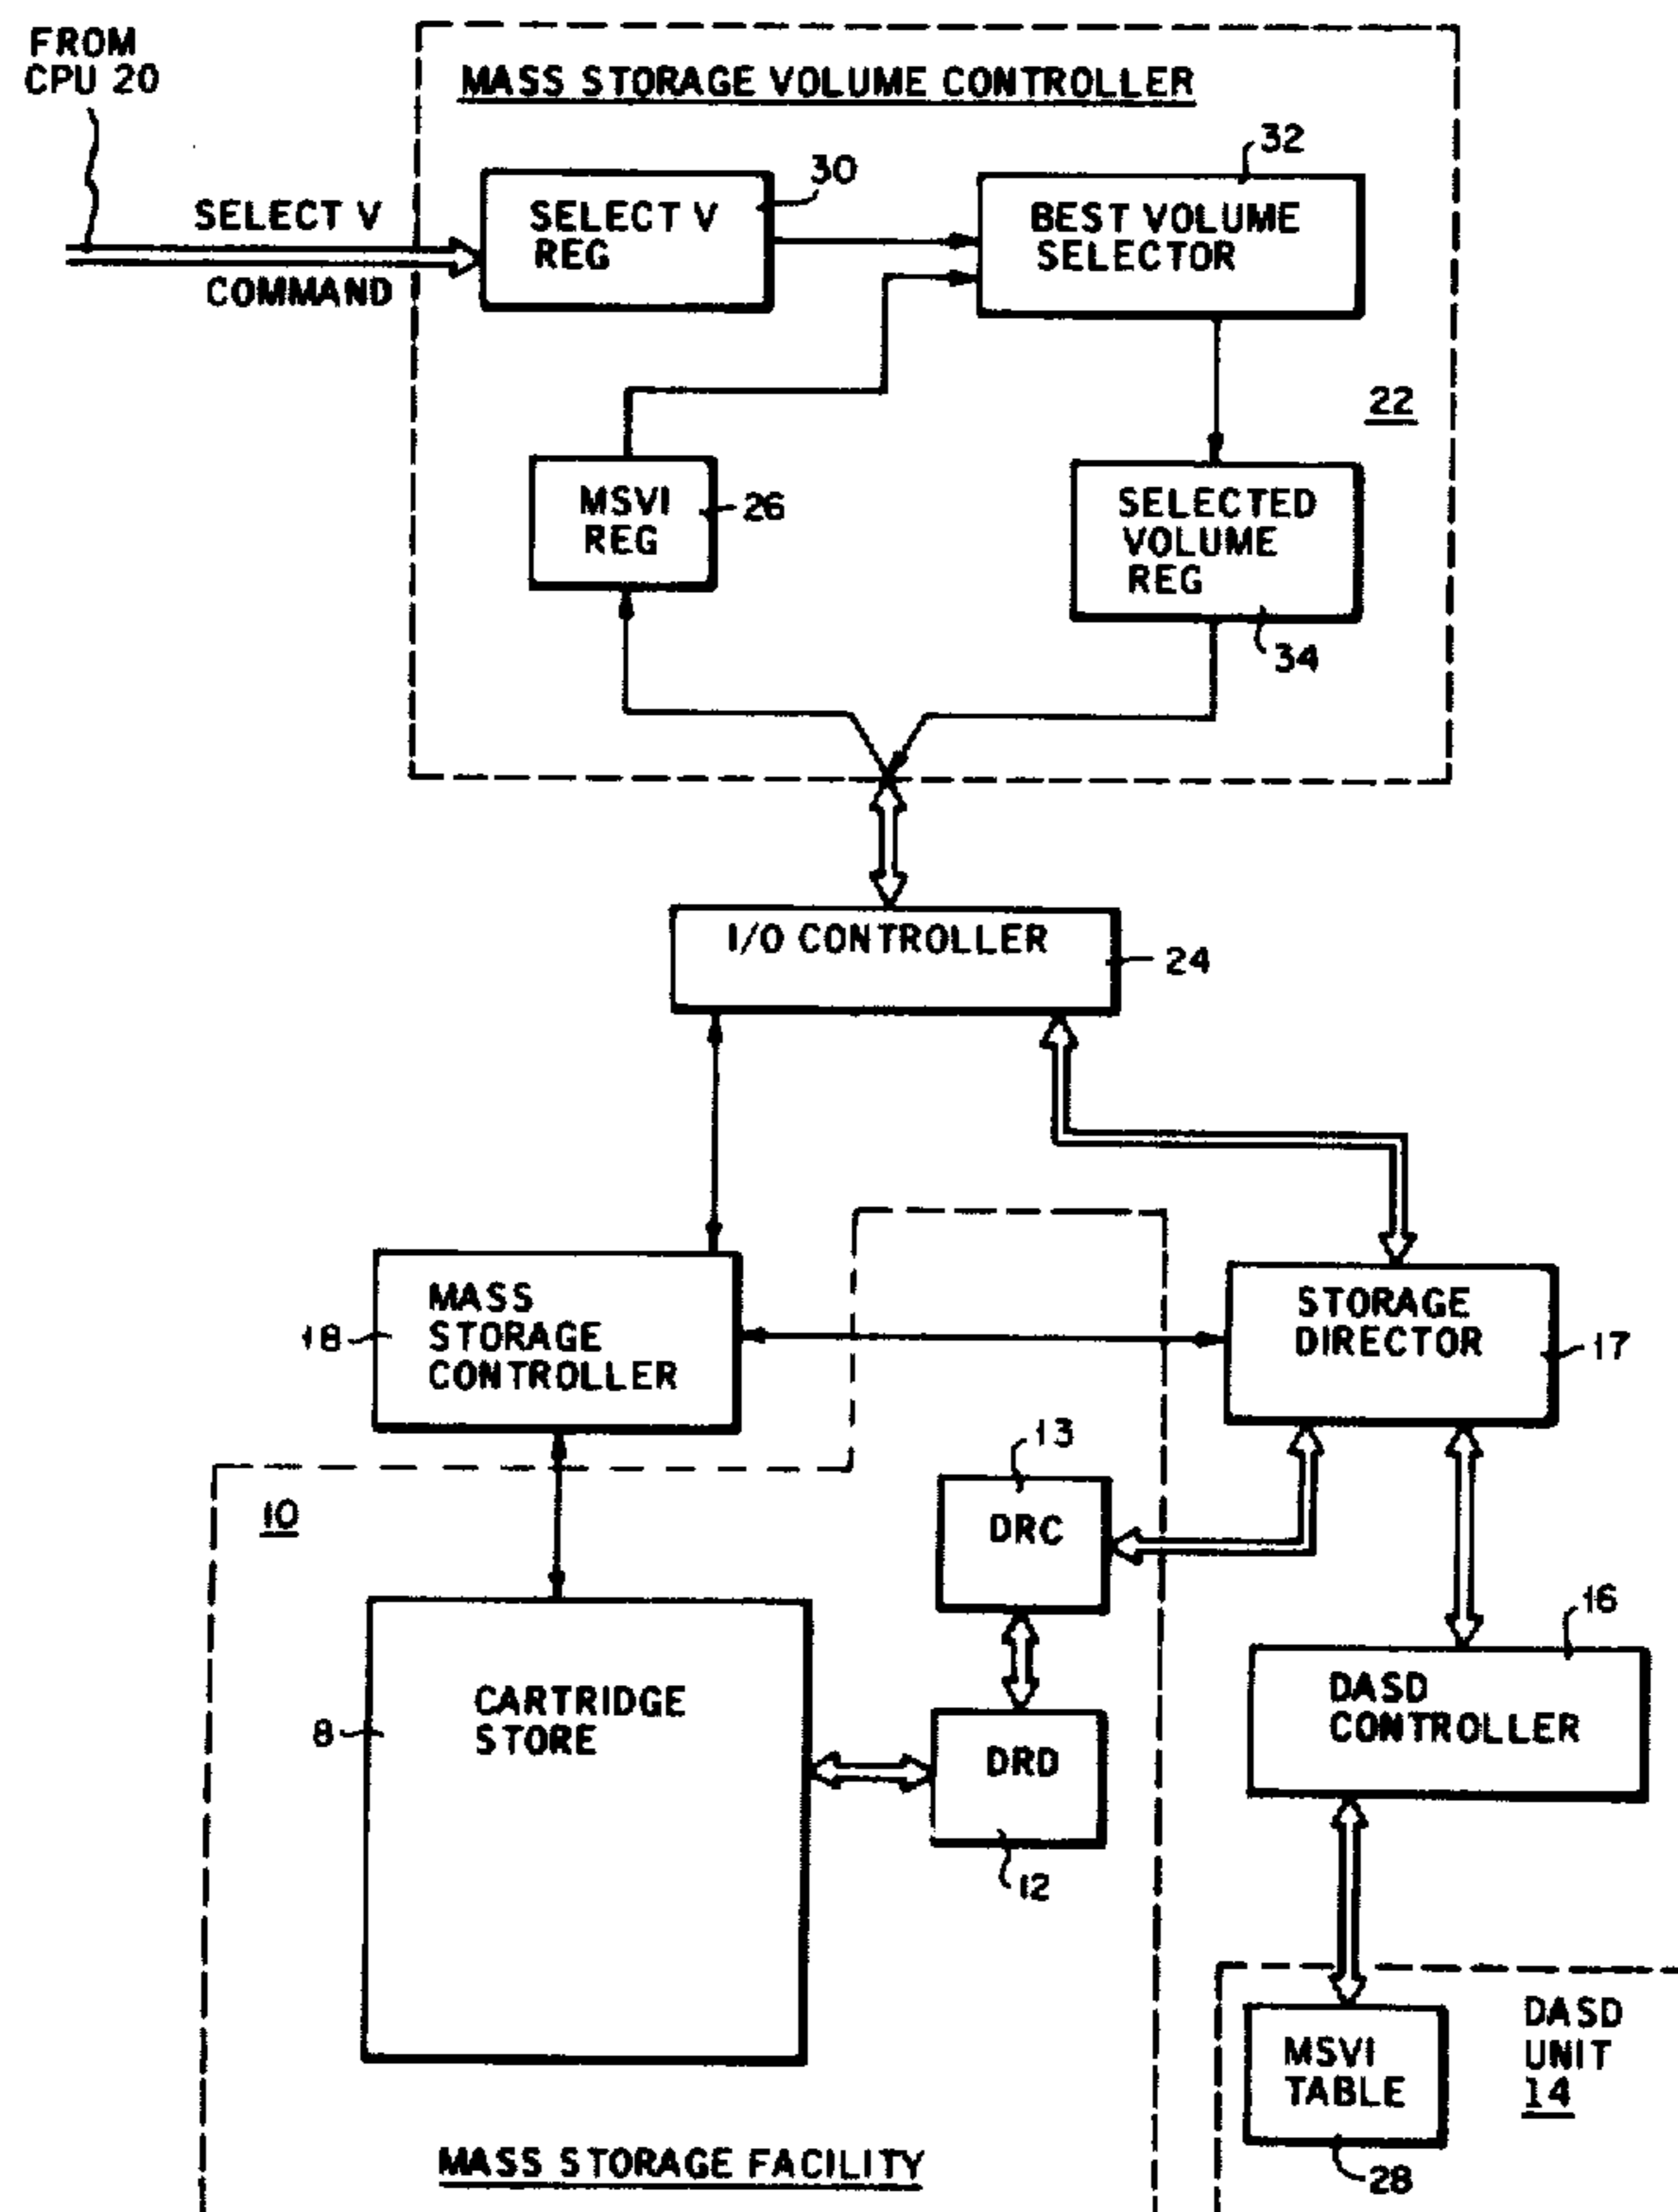 FROM
CPU 20
MASS STORAGE VOLUME CONTROLLER
SELECT V
COMMAND
SELECT V
REG
30
BEST VOLUME
SELECTOR
32
22
MSVI
REG
26
SELECTED
VOLUME
REG
34
I/O CONTROLLER
24
MASS
STORAGE
CONTROLLER
18
STORAGE
DIRECTOR
17
10
DRC
13
CARTRIDGE
STORE
8
DRD
12
DASD
CONTROLLER
16
DASD
UNIT
14
MSVI
TABLE
28
MASS STORAGE FACILITY